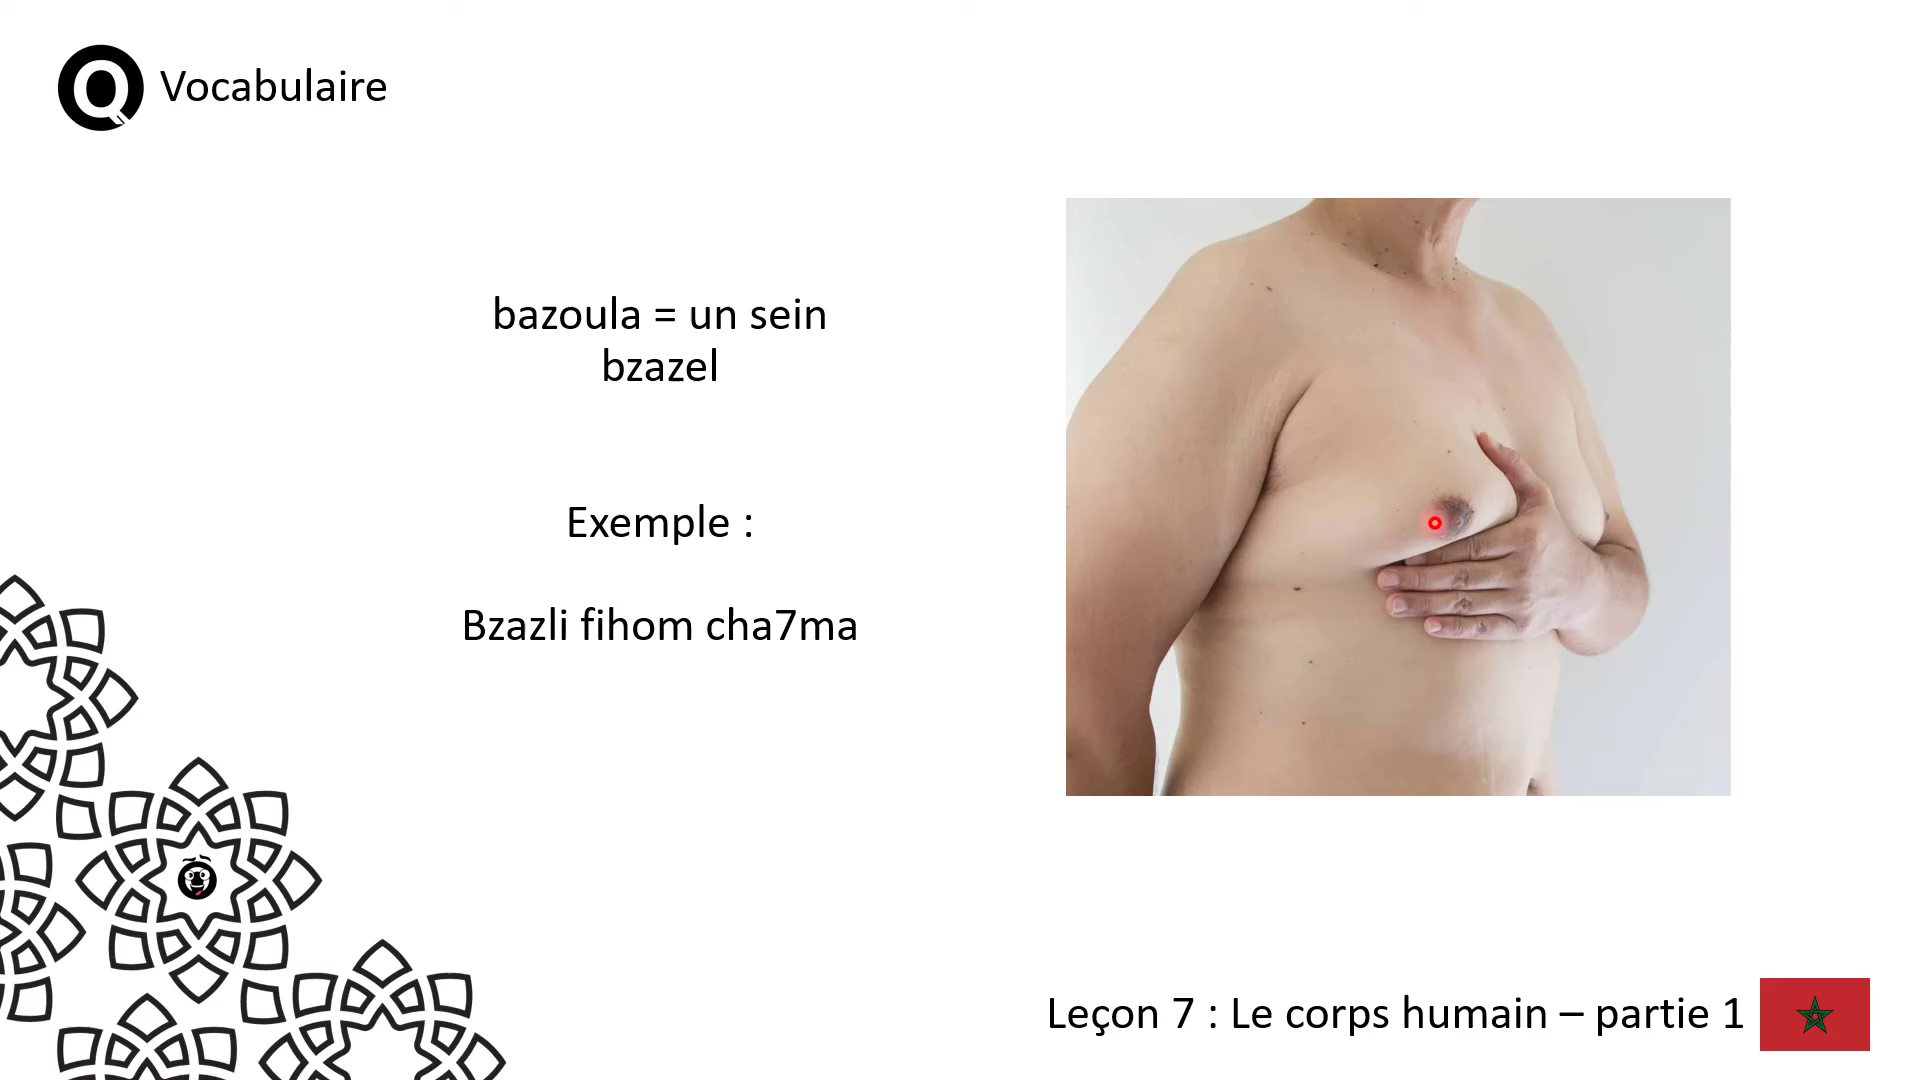 Q Vocabulaire
bazoula = un sein
bzazel
Exemple :
Bzazli fihom cha7ma
Leçon 7 : Le corps humain – partie 1